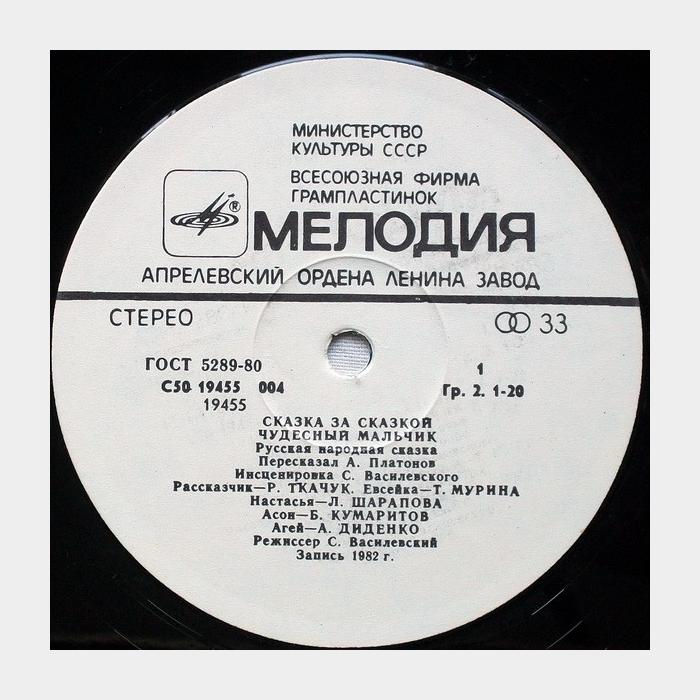 МИНИСТЕРСТВО
КУЛЬТУРЫ СССР
ВСЕСОЮЗНАЯ ФИРМА
ГРАМПЛАСТИНОК
®
МЕЛОДИЯ
АПРЕЛЕВСКИЙ ОРДЕНА ЛЕНИНА ЗАВОД
СТЕРЕО 33
ГОСТ 5289-80 1
С50 19455 004 Гр. 2. 1-20
19455
СКАЗКА ЗА СКАЗКОЙ
ЧУДЕСНЫЙ МАЛЬЧИК
Русская народная сказка
Пересказал А. Платонов
Инсценировка С. Василевского
Рассказчик—Р. ТКАЧУК. Евсейка—Т. МУРИНА
Настасья—Л. ШАРАПОВА
Асон—Б. КУМАРИТОВ
Агей—А. ДИДЕНКО
Режиссер С. Василевский
Запись 1982 г.